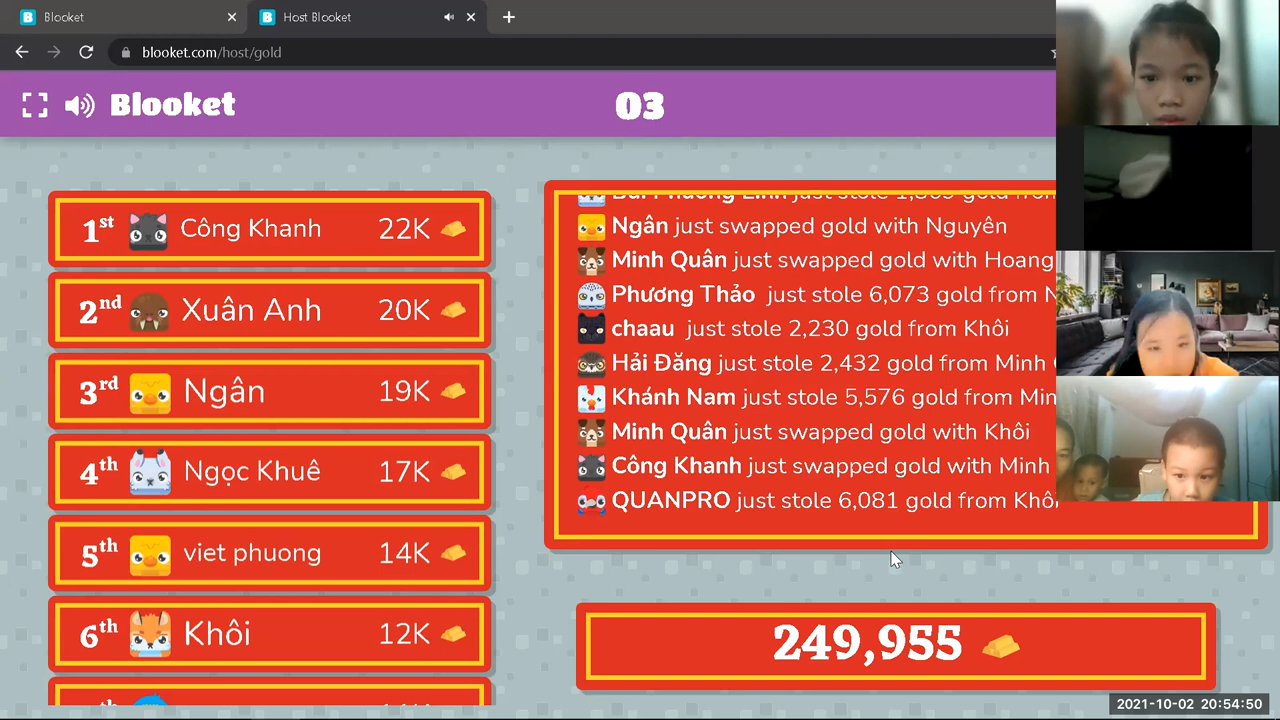 Blooket
Host Blooket
blooket.com/host/gold
Blooket
03
1st Công Khanh 22K
2nd Xuân Anh 20K
3rd Ngân 19K
4th Ngọc Khuê 17K
5th viet phuong 14K
6th Khôi 12K
Ngân just swapped gold with Nguyên
Minh Quân just swapped gold with Hoang
Phương Thảo just stole 6,073 gold from
chaau just stole 2,230 gold from Khôi
Hải Đăng just stole 2,432 gold from Minh
Khánh Nam just stole 5,576 gold from
Minh Quân just swapped gold with Khôi
Công Khanh just swapped gold with Minh
QUANPRO just stole 6,081 gold from Khôi
249,955
2021-10-02 20:54:50